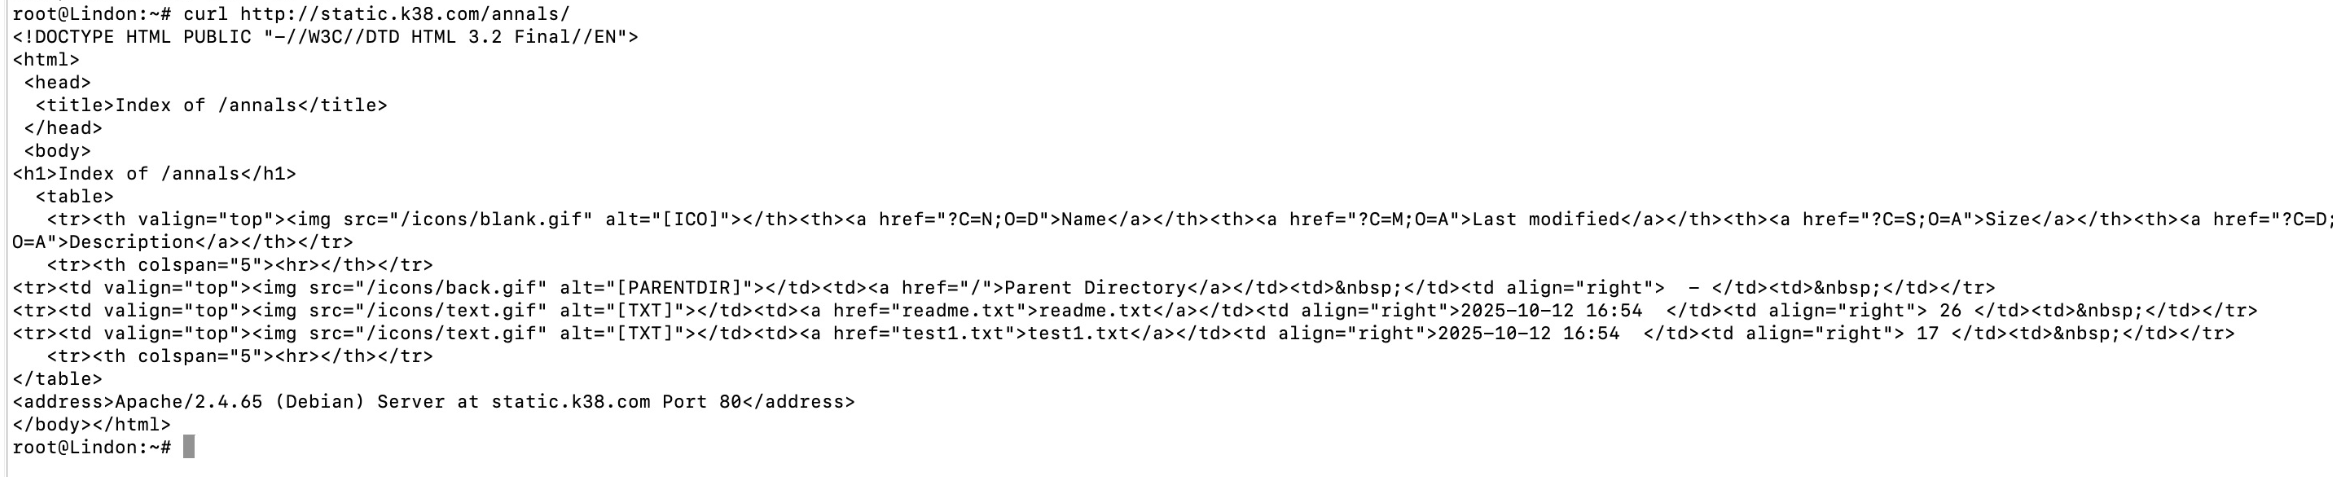 root@Lindon:~# curl http://static.k38.com/annals/
<!DOCTYPE HTML PUBLIC "-//W3C//DTD HTML 3.2 Final//EN">
<html>
 <head>
  <title>Index of /annals</title>
 </head>
 <body>
<h1>Index of /annals</h1>
  <table>
   <tr><th valign="top"><img src="/icons/blank.gif" alt="[ICO]"></th><th><a href="?C=N;O=D">Name</a></th><th><a href="?C=M;O=A">Last modified</a></th><th><a href="?C=S;O=A">Size</a></th><th><a href="?C=D;
O=A">Description</a></th></tr>
   <tr><th colspan="5"><hr></th></tr>
<tr><td valign="top"><img src="/icons/back.gif" alt="[PARENTDIR]"></td><td><a href="/">Parent Directory</a></td><td>&nbsp;</td><td align="right">  - </td><td>&nbsp;</td></tr>
<tr><td valign="top"><img src="/icons/text.gif" alt="[TXT]"></td><td><a href="readme.txt">readme.txt</a></td><td align="right">2025-10-12 16:54  </td><td align="right"> 26 </td><td>&nbsp;</td></tr>
<tr><td valign="top"><img src="/icons/text.gif" alt="[TXT]"></td><td><a href="test1.txt">test1.txt</a></td><td align="right">2025-10-12 16:54  </td><td align="right"> 17 </td><td>&nbsp;</td></tr>
   <tr><th colspan="5"><hr></th></tr>
</table>
<address>Apache/2.4.65 (Debian) Server at static.k38.com Port 80</address>
</body></html>
root@Lindon:~#